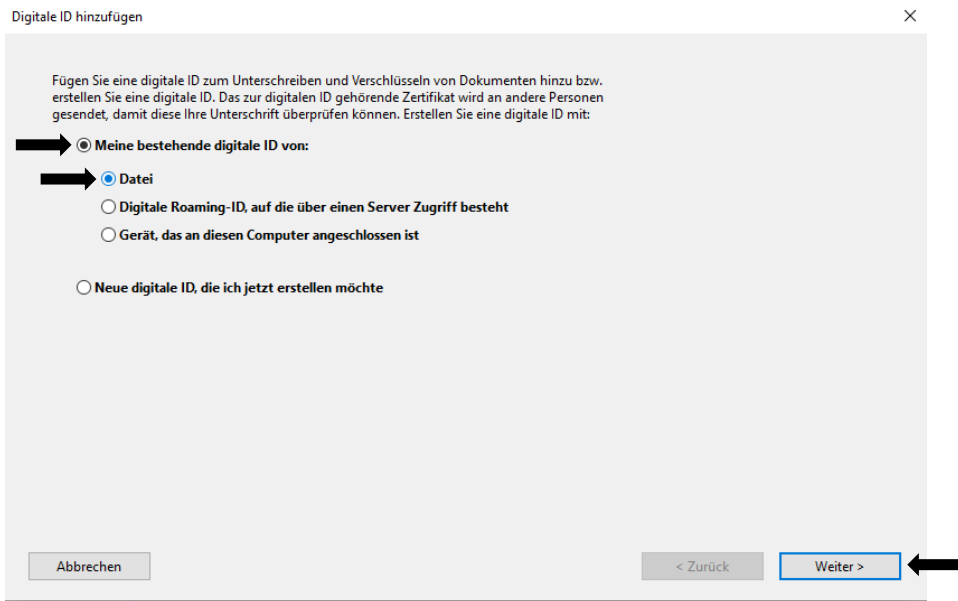 Digitale ID hinzufügen
Fügen Sie eine digitale ID zum Unterschreiben und Verschlüsseln von Dokumenten hinzu bzw.
erstellen Sie eine digitale ID. Das zur digitalen ID gehörende Zertifikat wird an andere Personen
gesendet, damit diese Ihre Unterschrift überprüfen können. Erstellen Sie eine digitale ID mit:
Meine bestehende digitale ID von:
Datei
Digitale Roaming-ID, auf die über einen Server Zugriff besteht
Gerät, das an diesen Computer angeschlossen ist
Neue digitale ID, die ich jetzt erstellen möchte
Abbrechen
< Zurück
Weiter >